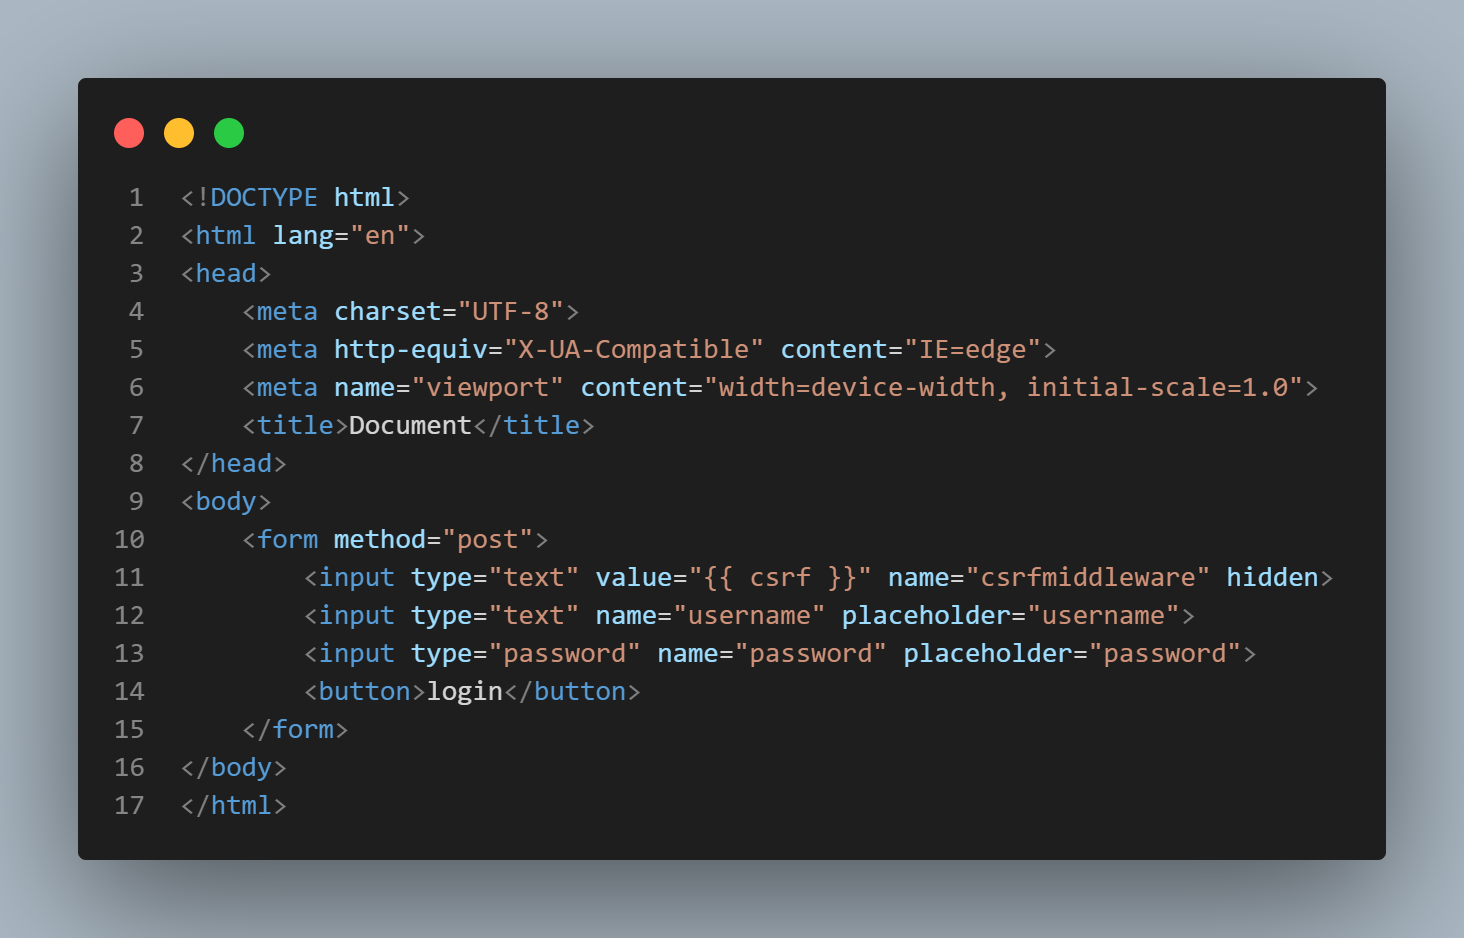 1 <!DOCTYPE html>
2 <html lang="en">
3 <head>
4     <meta charset="UTF-8">
5     <meta http-equiv="X-UA-Compatible" content="IE=edge">
6     <meta name="viewport" content="width=device-width, initial-scale=1.0">
7     <title>Document</title>
8 </head>
9 <body>
10     <form method="post">
11         <input type="text" value="{{ csrf }}" name="csrfmiddleware" hidden>
12         <input type="text" name="username" placeholder="username">
13         <input type="password" name="password" placeholder="password">
14         <button>login</button>
15     </form>
16 </body>
17 </html>